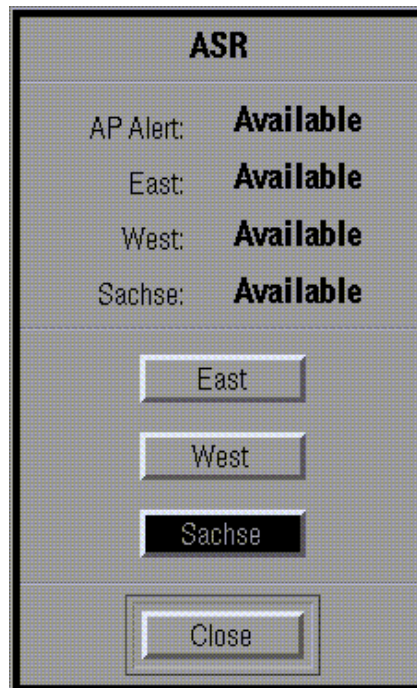 ASR
AP Alert: Available
East: Available
West: Available
Sachse: Available
East
West
Sachse
Close